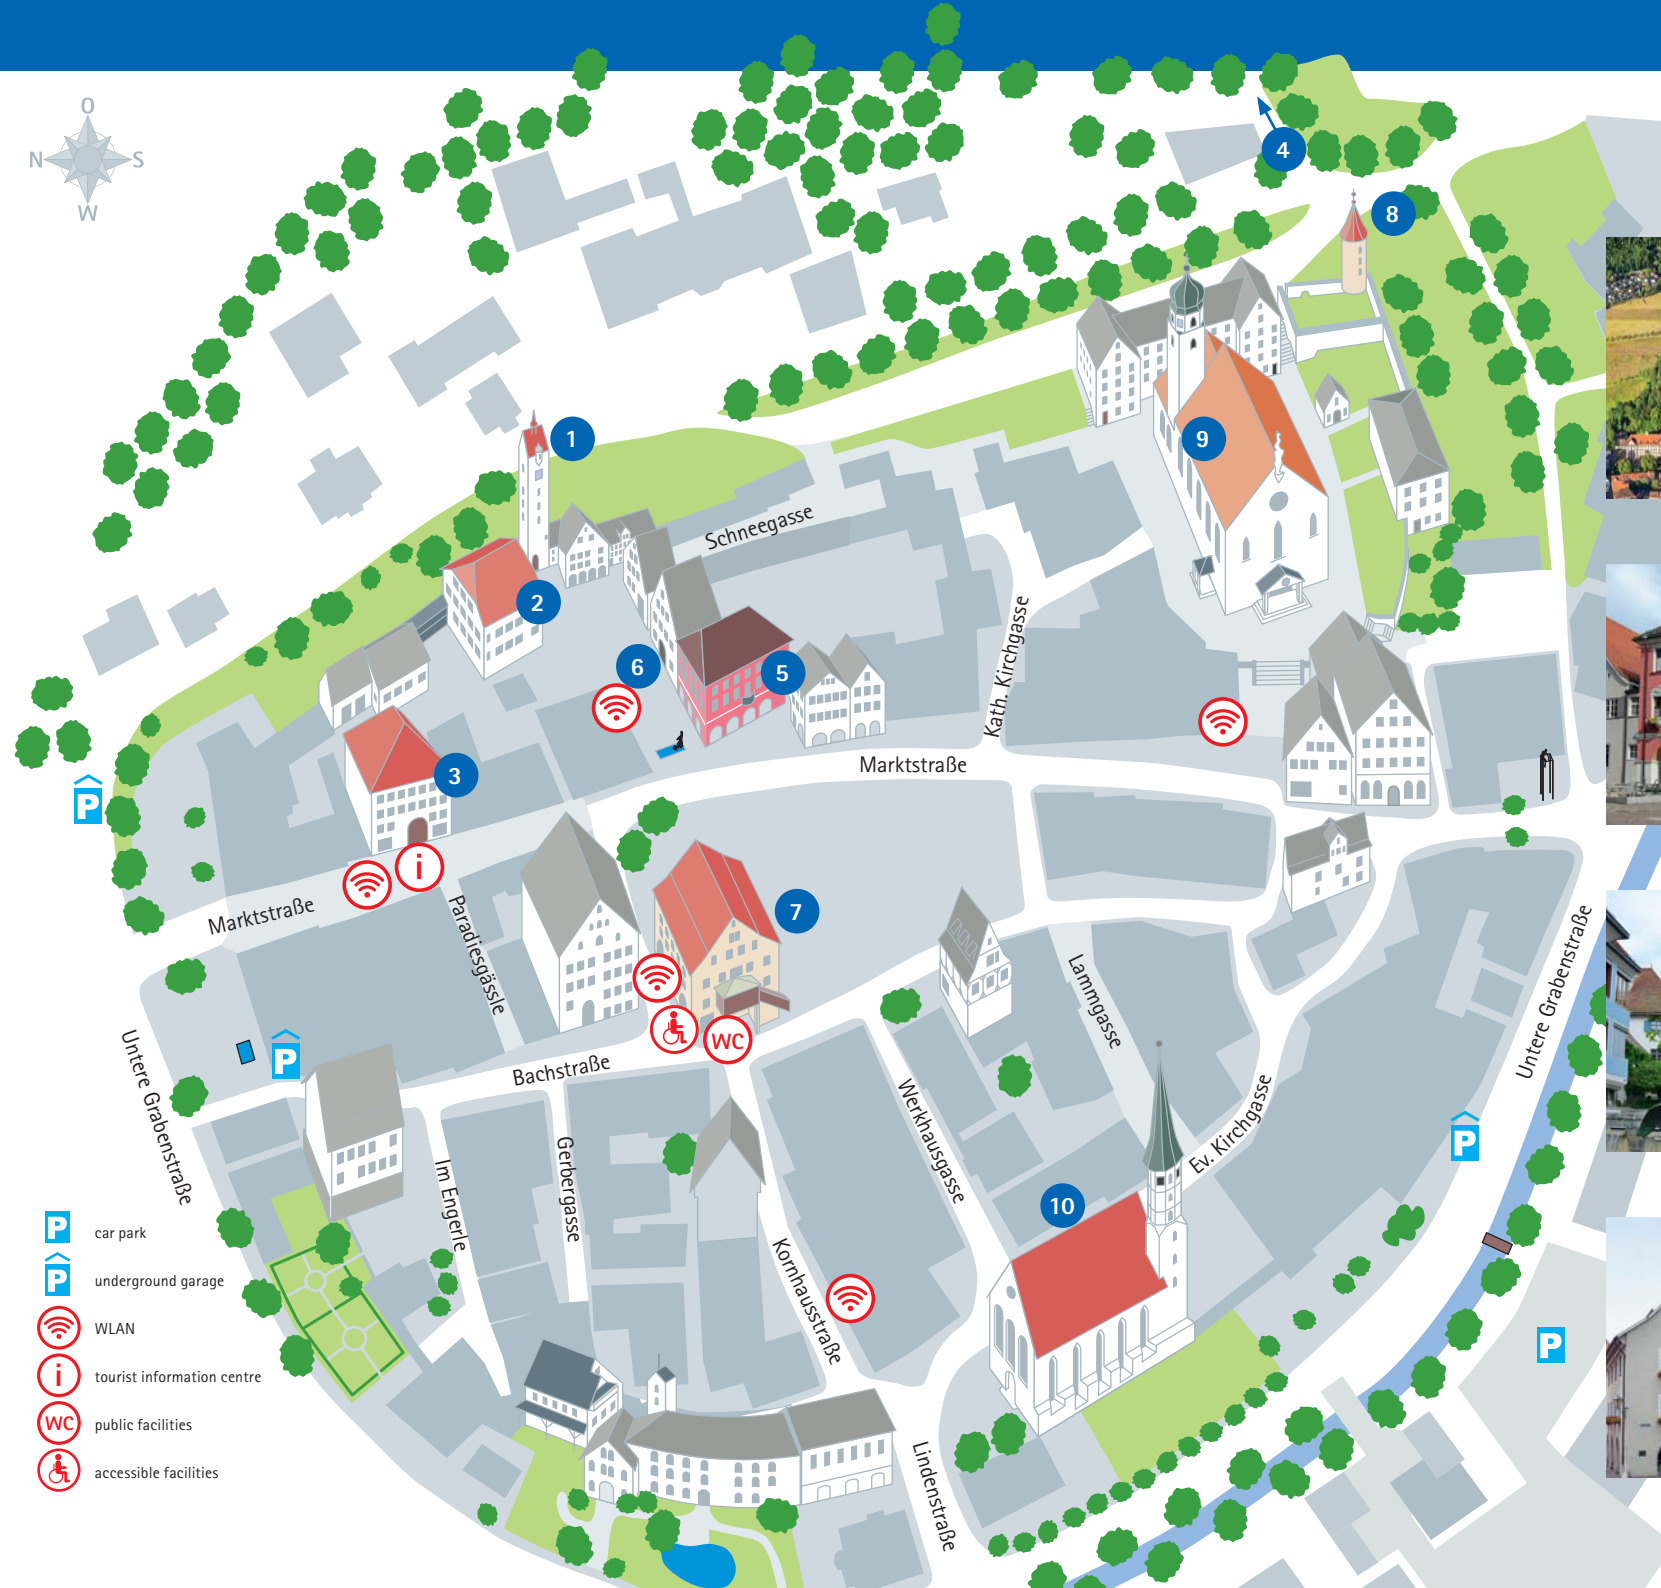 O
N
S
W
4
8
1
9
Schneegasse
2
6
5
Kath. Kirchgasse
3
Marktstraße
P
i
Marktstraße
Paradiesgässle
7
Lammgasse
Untere Grabenstraße
Untere Grabenstraße
P
WC
Bachstraße
Werkhausgasse
Ev. Kirchgasse
P
Im Engerle
Gerbergasse
10
Kornhausstraße
P
Lindenstraße
P car park
P underground garage
WLAN
i tourist information centre
WC public facilities
accessible facilities